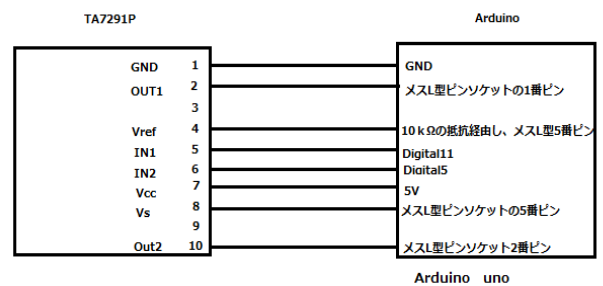 TA7291P
Arduino
GND 1 GND
OUT1 2 メスL型ピンソケットの1番ピン
3
Vref 4 10kΩの抵抗経由し、メスL型5番ピン
IN1 5 Digital11
IN2 6 Digital5
Vcc 7 5V
Vs 8 メスL型ピンソケットの5番ピン
9
Out2 10 メスL型ピンソケット2番ピン
Arduino uno